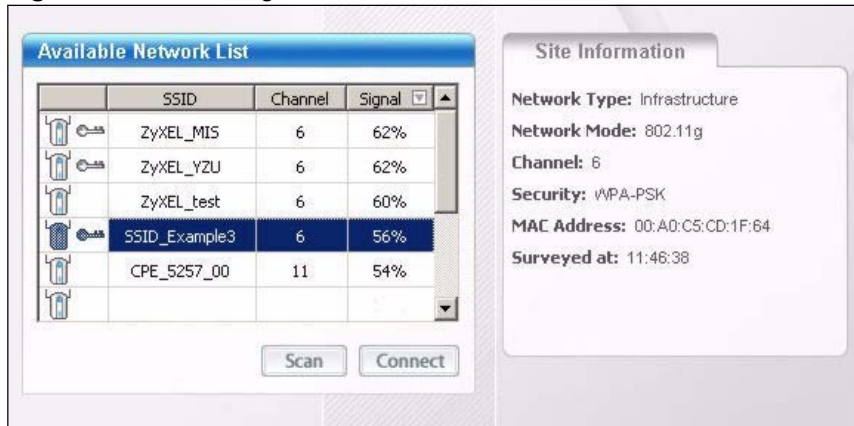 Available Network List
SSID Channel Signal
ZyXEL_MIS 6 62%
ZyXEL_YZU 6 62%
ZyXEL_test 6 60%
SSID_Example3 6 56%
CPE_5257_00 11 54%
Scan Connect
Site Information
Network Type: Infrastructure
Network Mode: 802.11g
Channel: 6
Security: WPA-PSK
MAC Address: 00:A0:C5:CD:1F:64
Surveyed at: 11:46:38